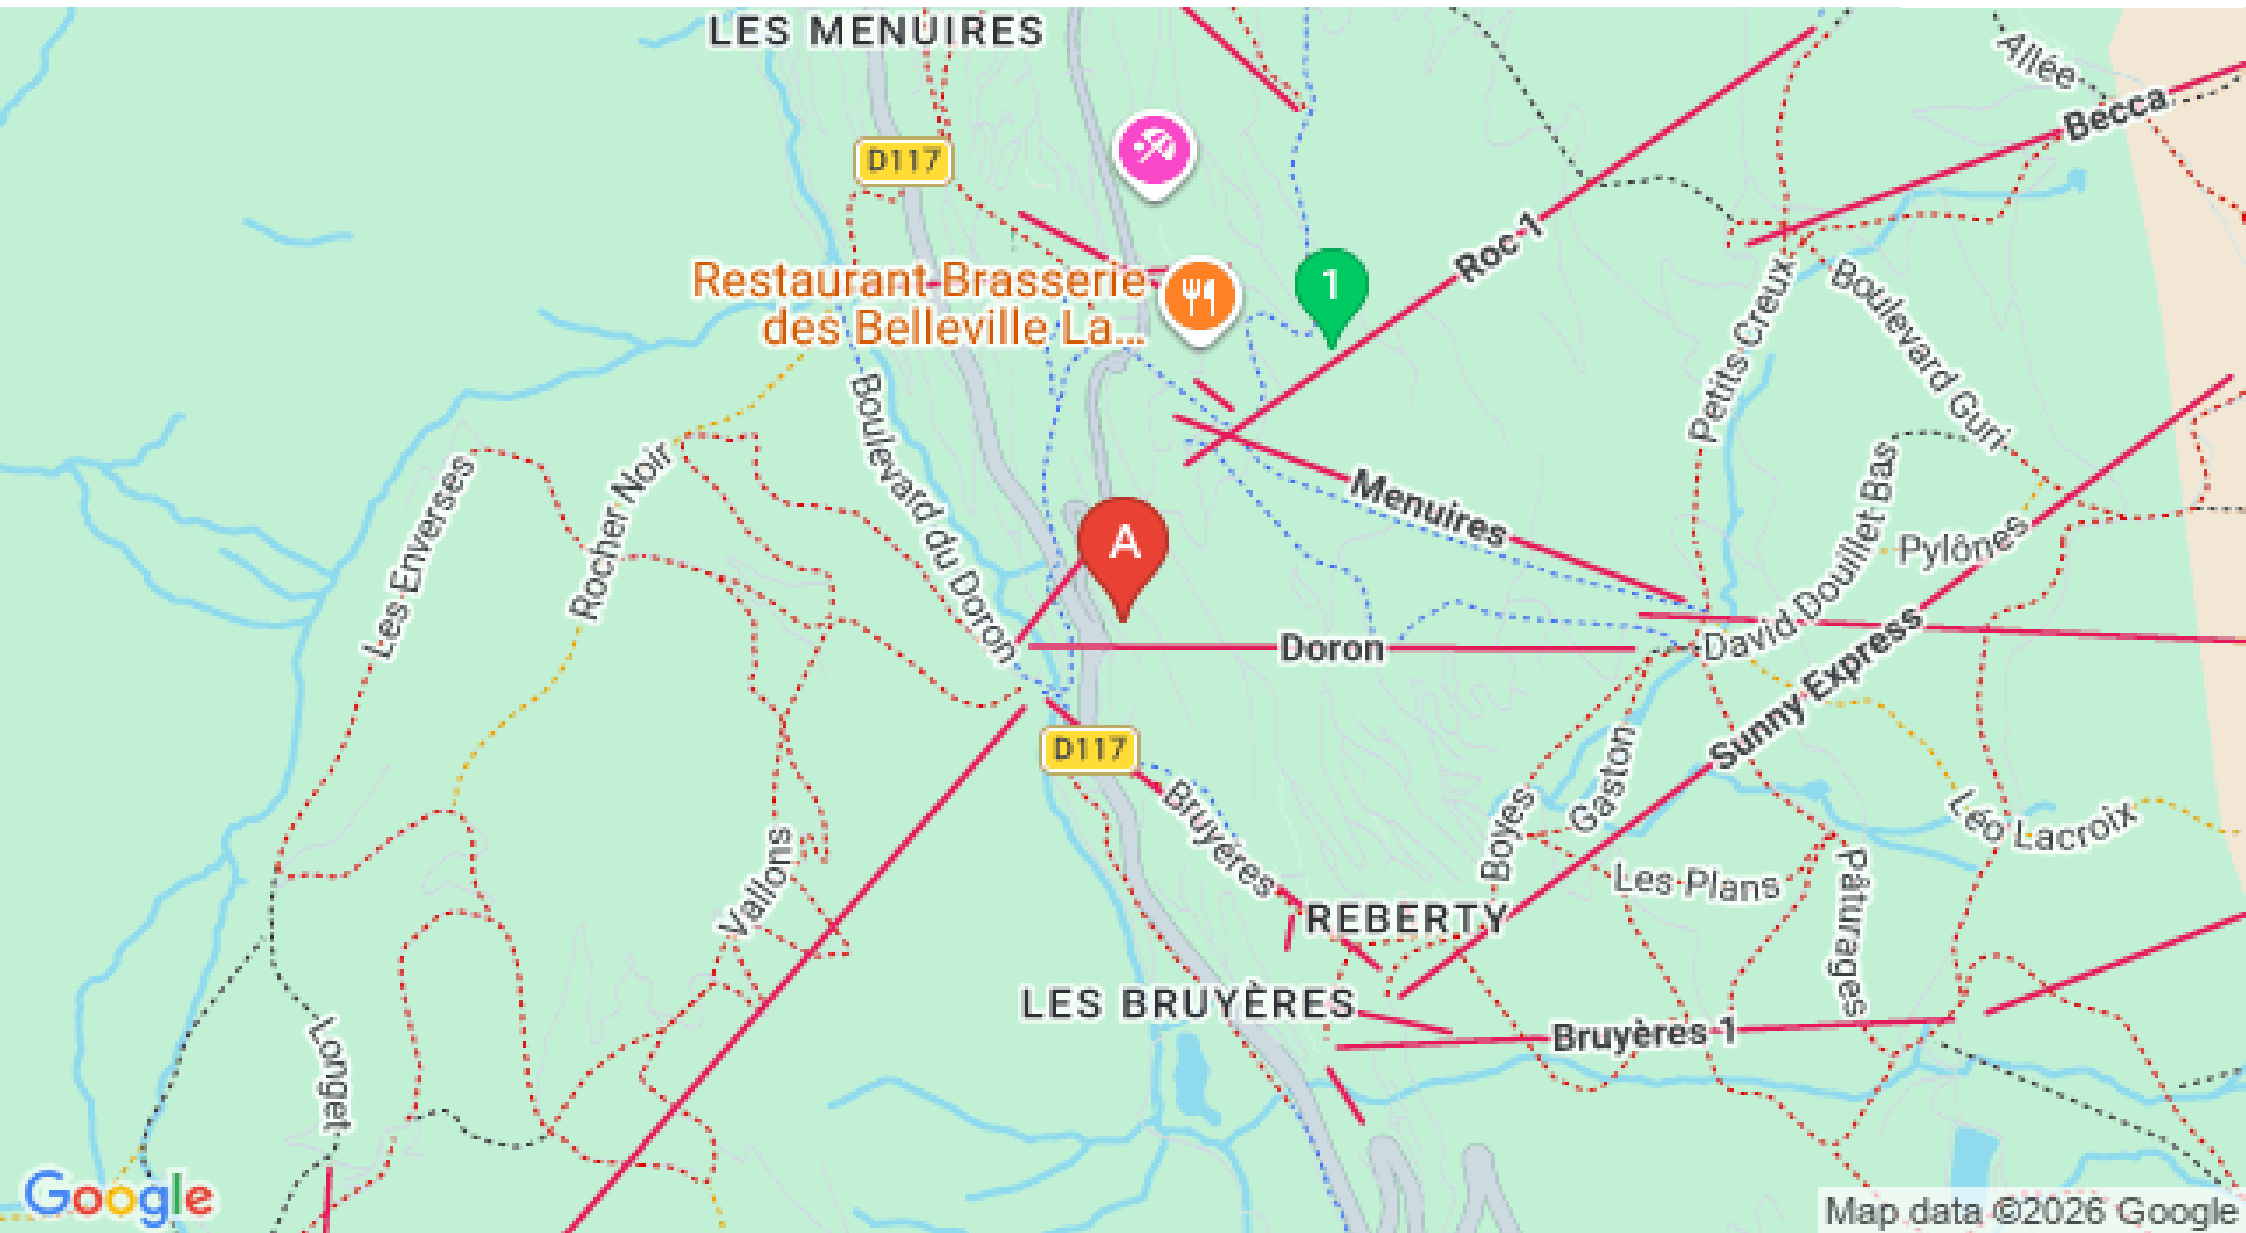 LES MENUIRES
Allée
Becca
D117
Roc 1
Restaurant Brasserie
des Belleville La...
1
Petits Creux
Boulevard Guri
Boulevard du Doron
Les Enverses
Rocher Noir
Menuires
A
David Douillet Bas
Pylônes
Doron
Sunny Express
D117
Bruyères
Gaston
Boyes
Léo Lacroix
Les Plans
Pâturages
Vallons
REBERTY
LES BRUYÈRES
Bruyères 1
Longet
Google
Map data ©2026 Google